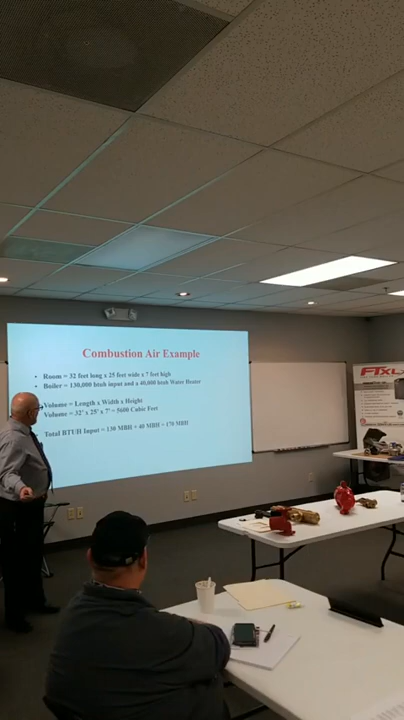 Combustion Air Example
• Room = 32 feet long x 25 feet wide x 7 feet high
• Boiler = 130,000 btuh input and a 40,000 btuh Water Heater
Volume = Length x Width x Height
Volume = 32' x 25' x 7' = 5600 Cubic Feet
Total BTUH Input = 130 MBH + 40 MBH = 170 MBH
FTXL